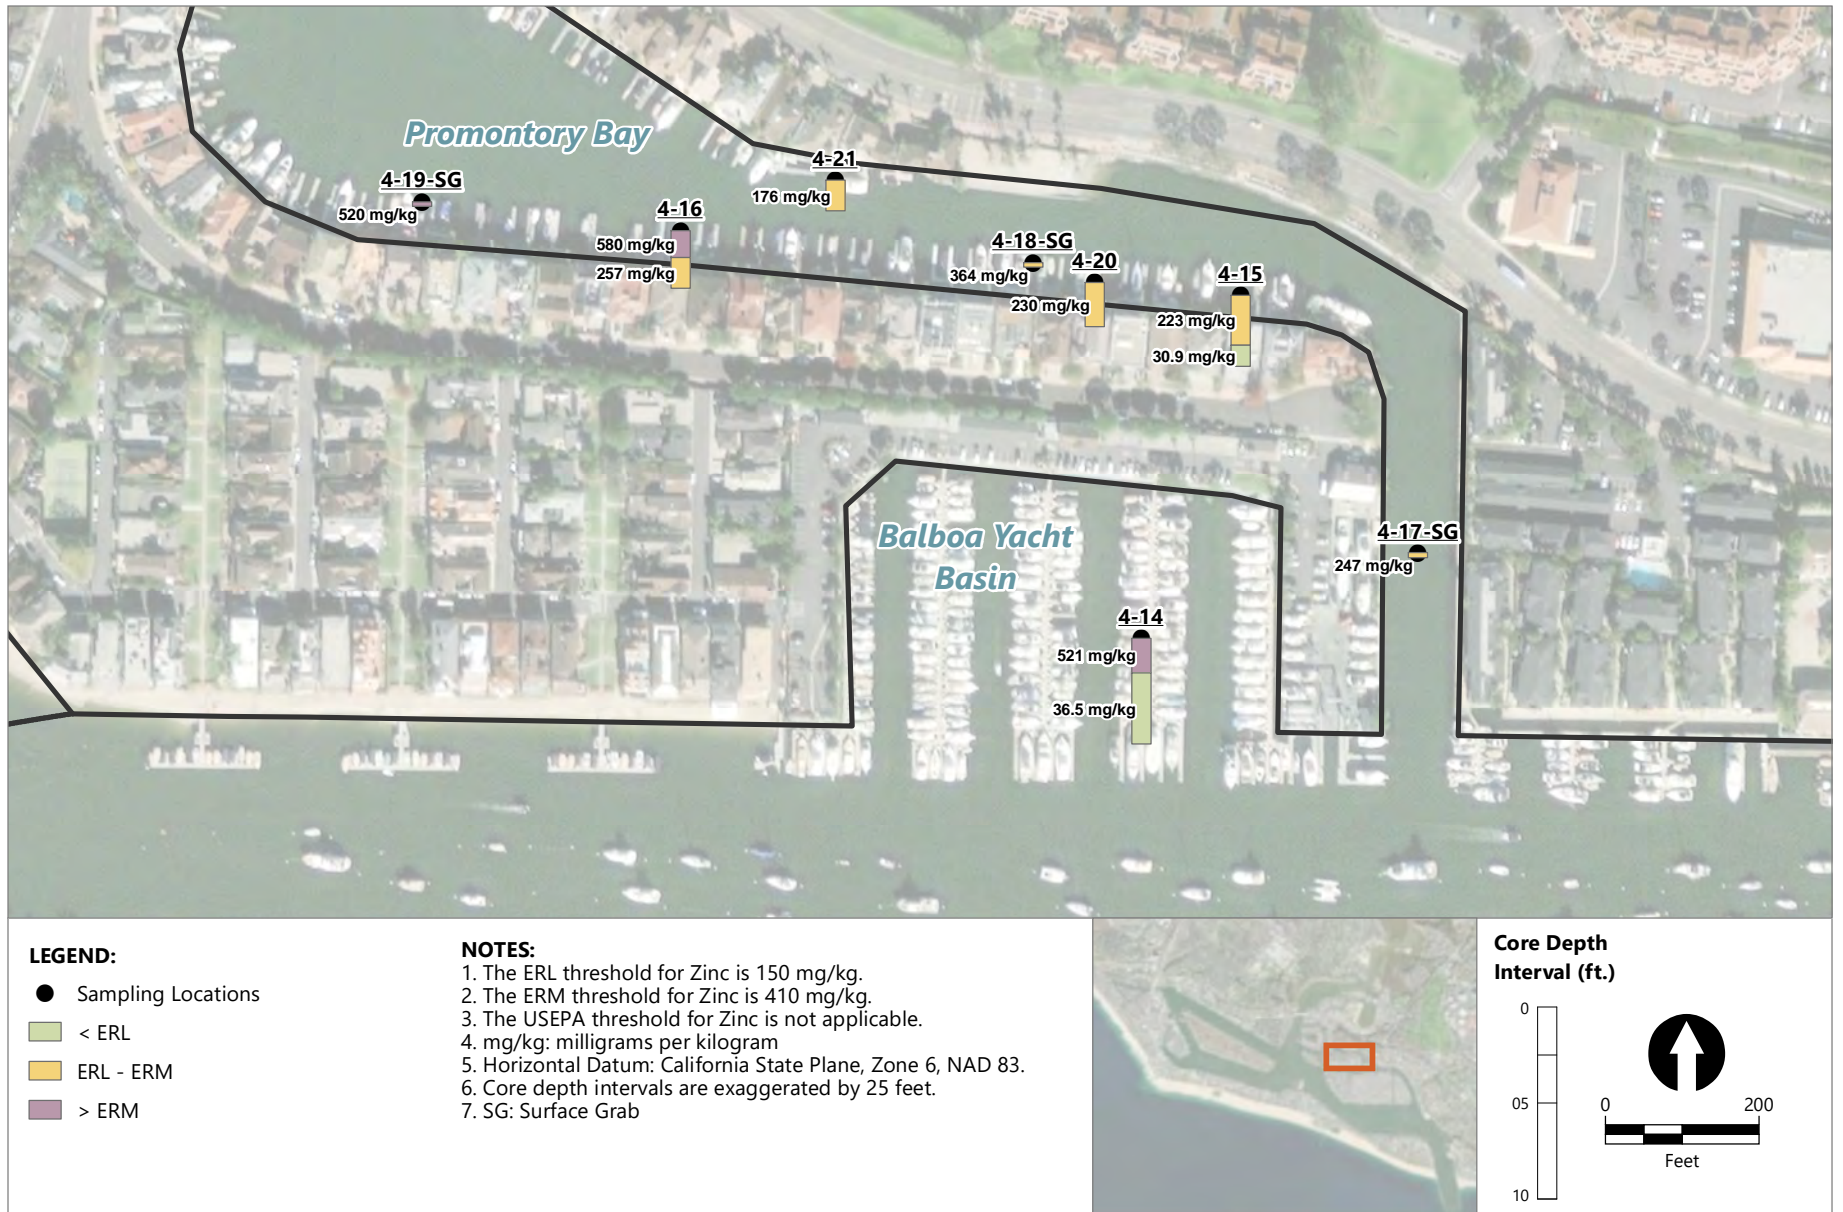 Promontory Bay
4-21
176 mg/kg
4-19-SG
520 mg/kg
4-16
580 mg/kg
257 mg/kg
4-18-SG
364 mg/kg
4-20
230 mg/kg
4-15
223 mg/kg
30.9 mg/kg
Balboa Yacht
Basin
4-17-SG
247 mg/kg
4-14
521 mg/kg
36.5 mg/kg
LEGEND:
Sampling Locations
< ERL
ERL - ERM
> ERM
NOTES:
1. The ERL threshold for Zinc is 150 mg/kg.
2. The ERM threshold for Zinc is 410 mg/kg.
3. The USEPA threshold for Zinc is not applicable.
4. mg/kg: milligrams per kilogram
5. Horizontal Datum: California State Plane, Zone 6, NAD 83.
6. Core depth intervals are exaggerated by 25 feet.
7. SG: Surface Grab
Core Depth
Interval (ft.)
0
05
10
0 200
Feet